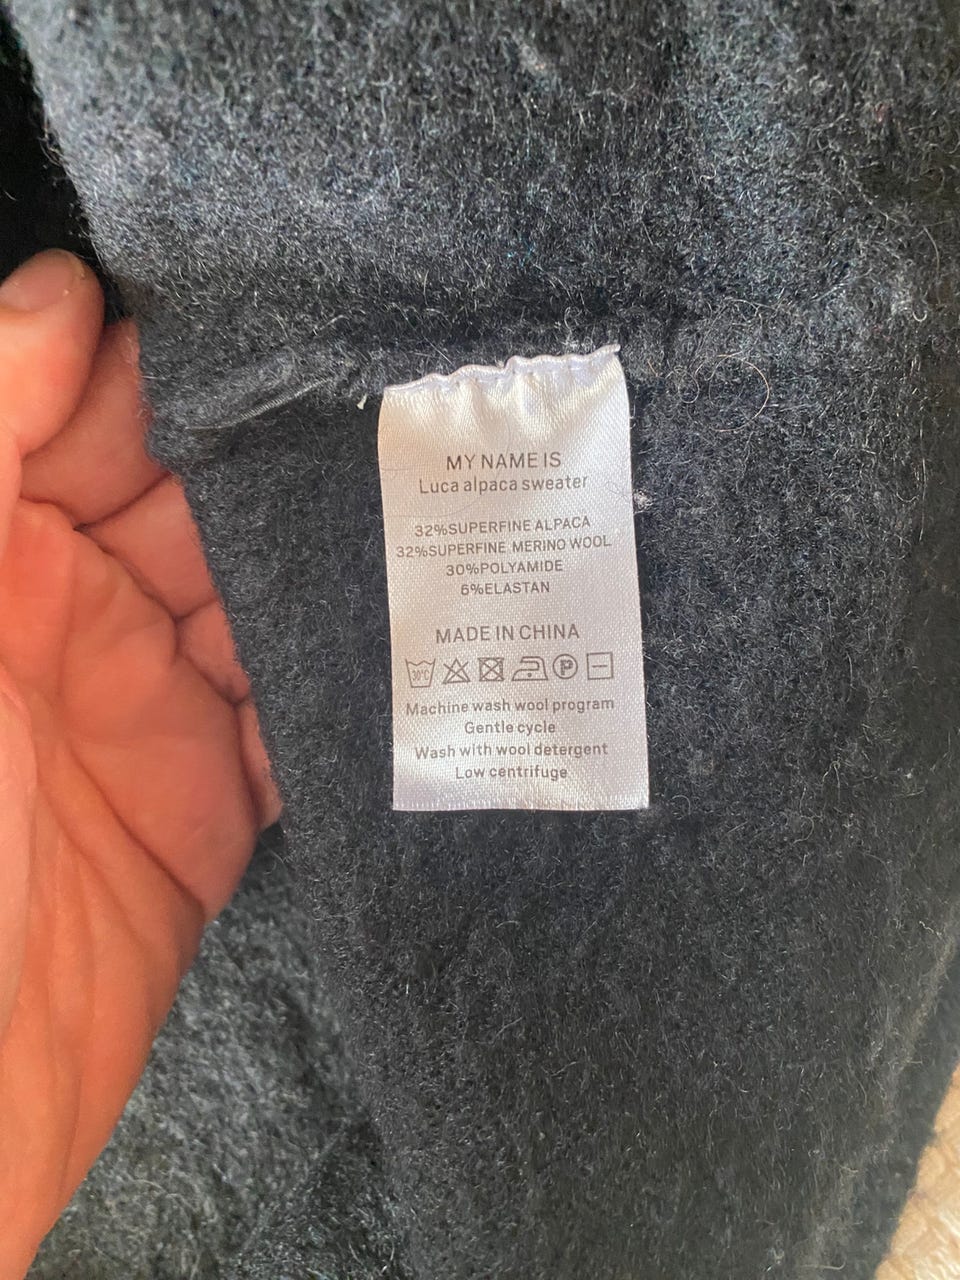 MY NAME IS
Luca alpaca sweater
32%SUPERFINE ALPACA
32%SUPERFINE MERINO WOOL
30%POLYAMIDE
6%ELASTAN
MADE IN CHINA
30°C P
Machine wash wool program
Gentle cycle
Wash with wool detergent
Low centrifuge